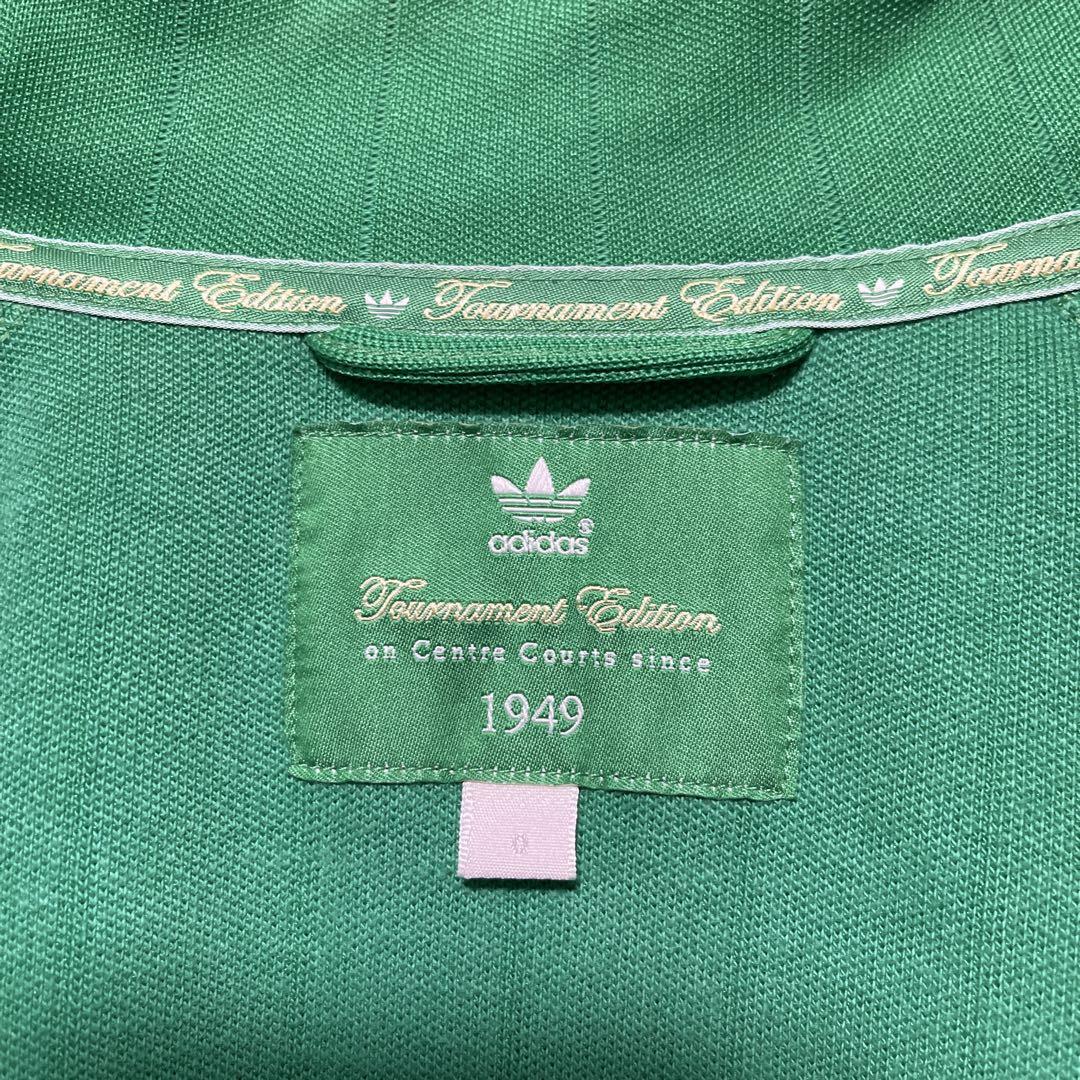 Tournament Edition Tournament Edition
adidas®
Tournament Edition
on Centre Courts since
1949